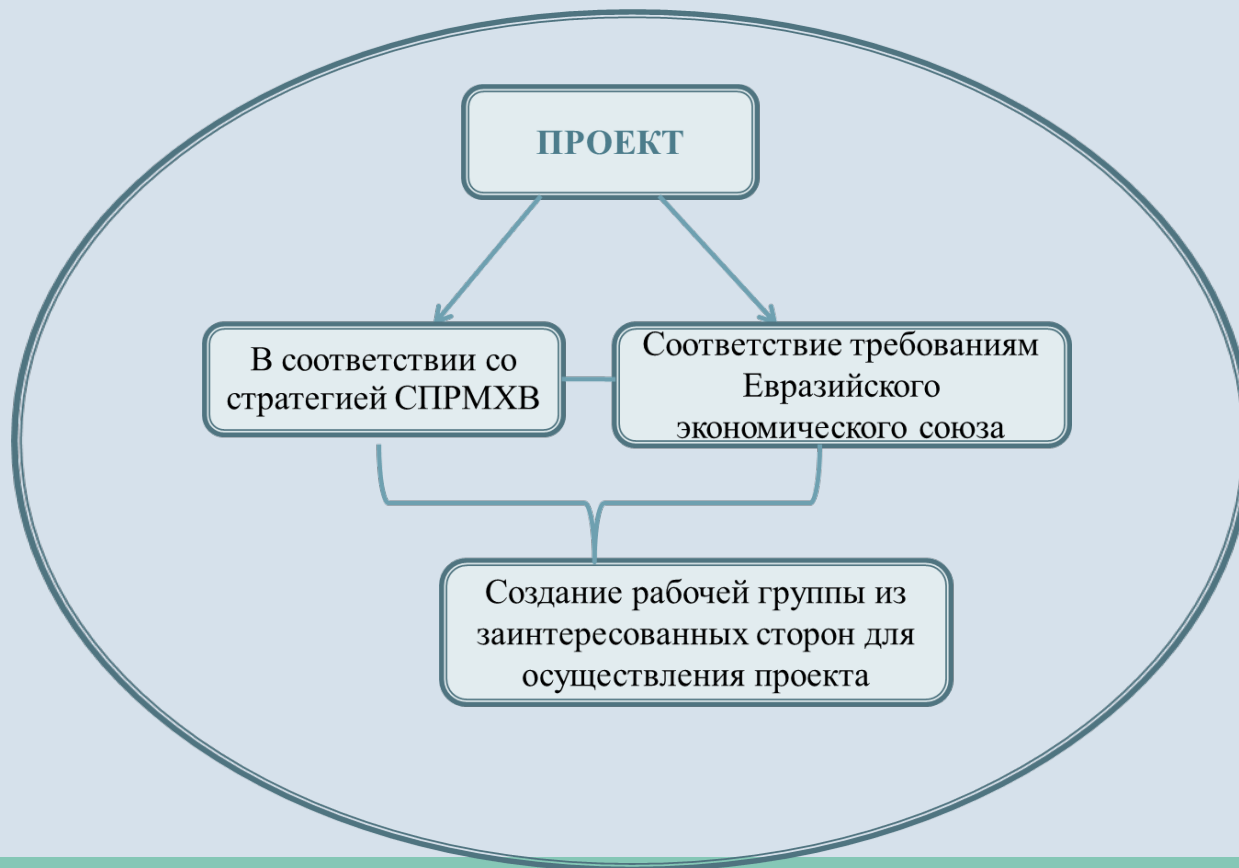 ПРОЕКТ
В соответствии со
стратегией СПРМХВ
Соответствие требованиям
Евразийского
экономического союза
Создание рабочей группы из
заинтересованных сторон для
осуществления проекта